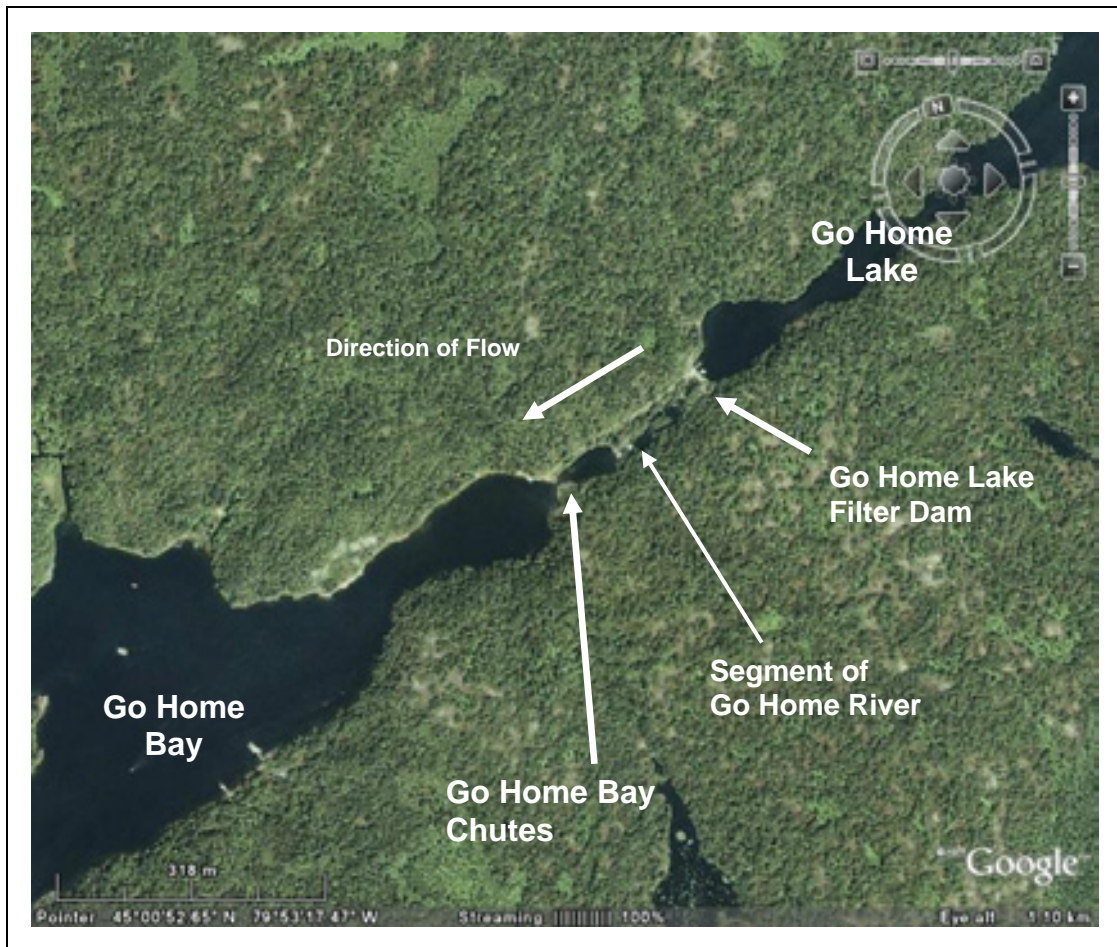 N
Go Home
Lake
Direction of Flow
Go Home Lake
Filter Dam
Segment of
Go Home River
Go Home
Bay
Go Home Bay
Chutes
318 m
Google
Pointer 45°00'52.65" N 79°53'17.47" W Streaming 100% Eye alt 1.10 km